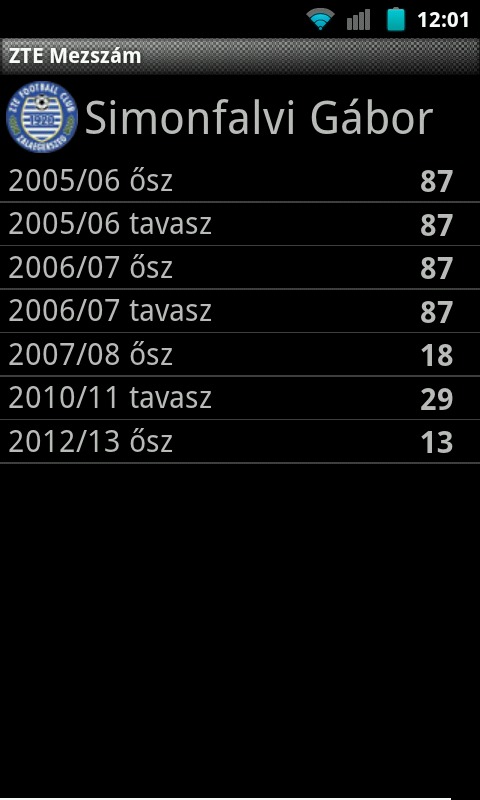 12:01
ZTE Mezszám
ZTE FOOTBALL CLUB
1920
ZALAEGERSZEG
Simonfalvi Gábor
2005/06 ősz 87
2005/06 tavasz 87
2006/07 ősz 87
2006/07 tavasz 87
2007/08 ősz 18
2010/11 tavasz 29
2012/13 ősz 13